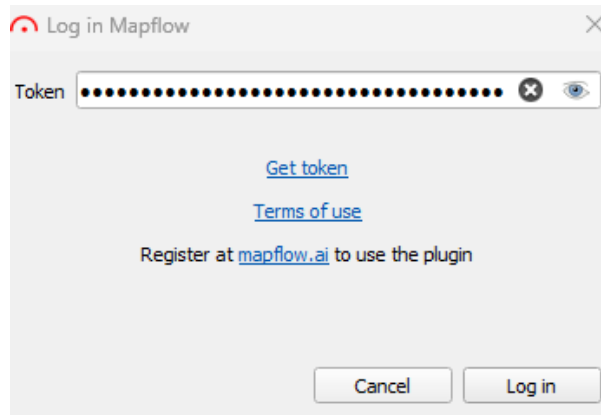 Log in Mapflow
Token
Get token
Terms of use
Register at mapflow.ai to use the plugin
Cancel Log in